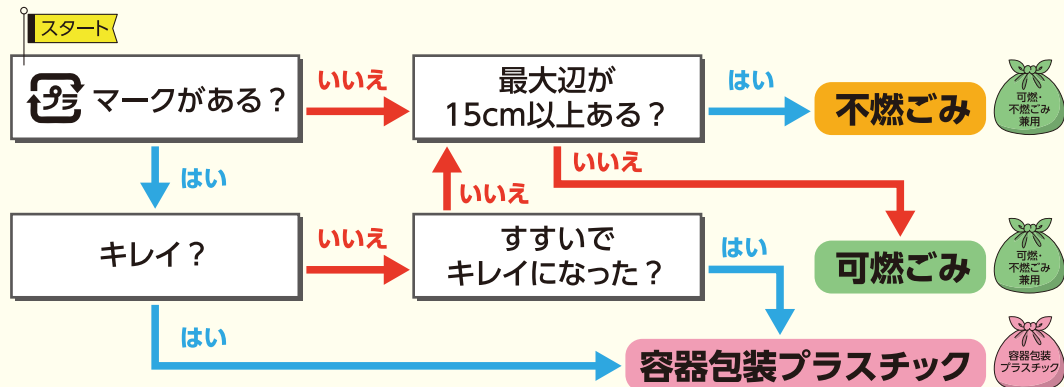 スタート
プラ マークがある？
いいえ
最大辺が
15cm以上ある？
はい
不燃ごみ
可燃・
不燃ごみ
兼用
はい
いいえ
いいえ
キレイ？
いいえ
すすいで
キレイになった？
はい
可燃ごみ
可燃・
不燃ごみ
兼用
はい
容器包装プラスチック
容器包装
プラスチック